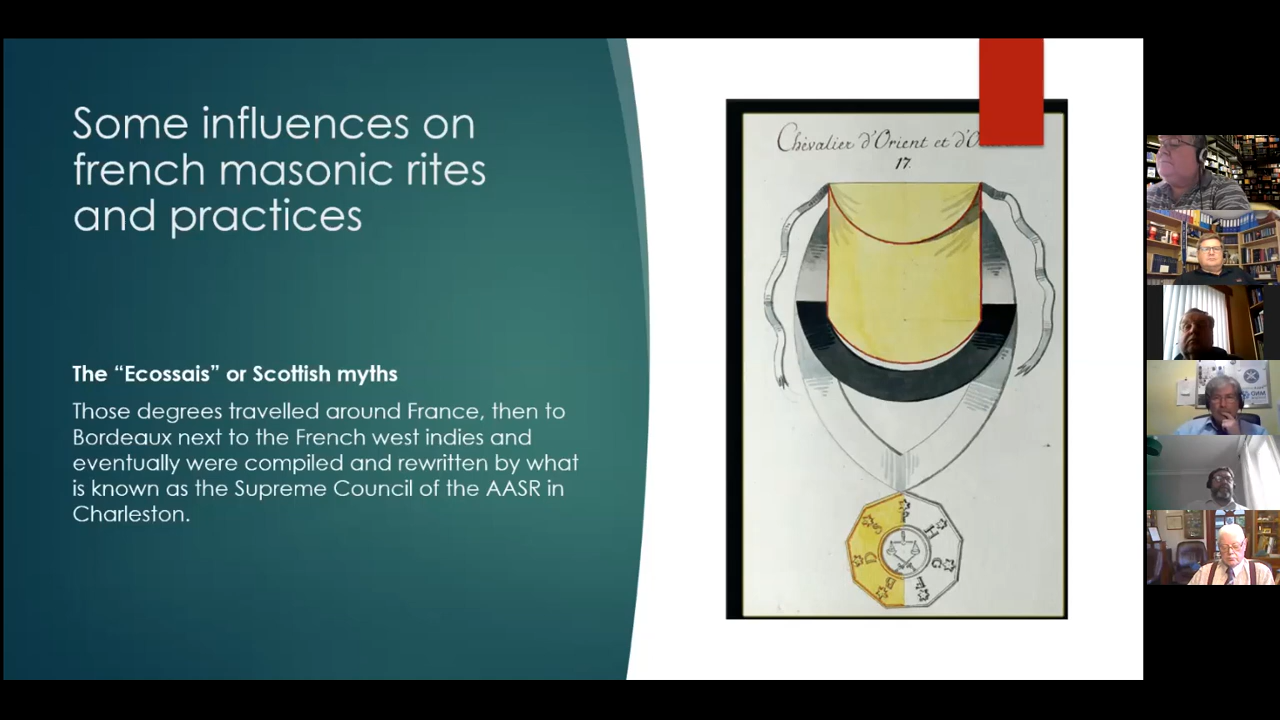 Some influences on
french masonic rites
and practices
The “Ecossais” or Scottish myths
Those degrees travelled around France, then to
Bordeaux next to the French west indies and
eventually were compiled and rewritten by what
is known as the Supreme Council of the AASR in
Charleston.
Chevalier d'Orient et
17.